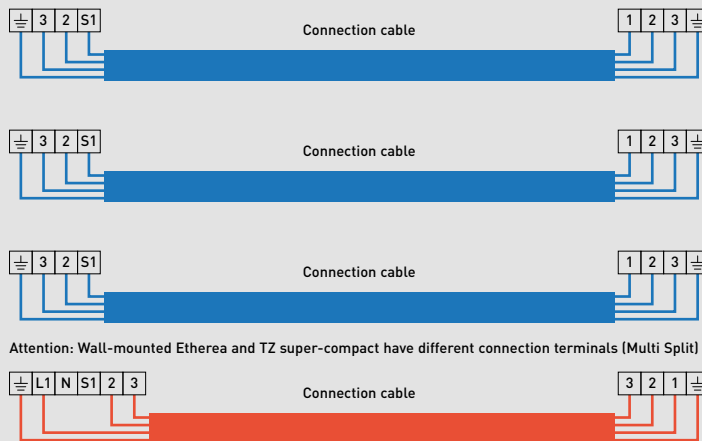 3 2 S1 Connection cable 1 2 3
3 2 S1 Connection cable 1 2 3
3 2 S1 Connection cable 1 2 3
Attention: Wall-mounted Etherea and TZ super-compact have different connection terminals (Multi Split)
L1 N S1 2 3 Connection cable 3 2 1